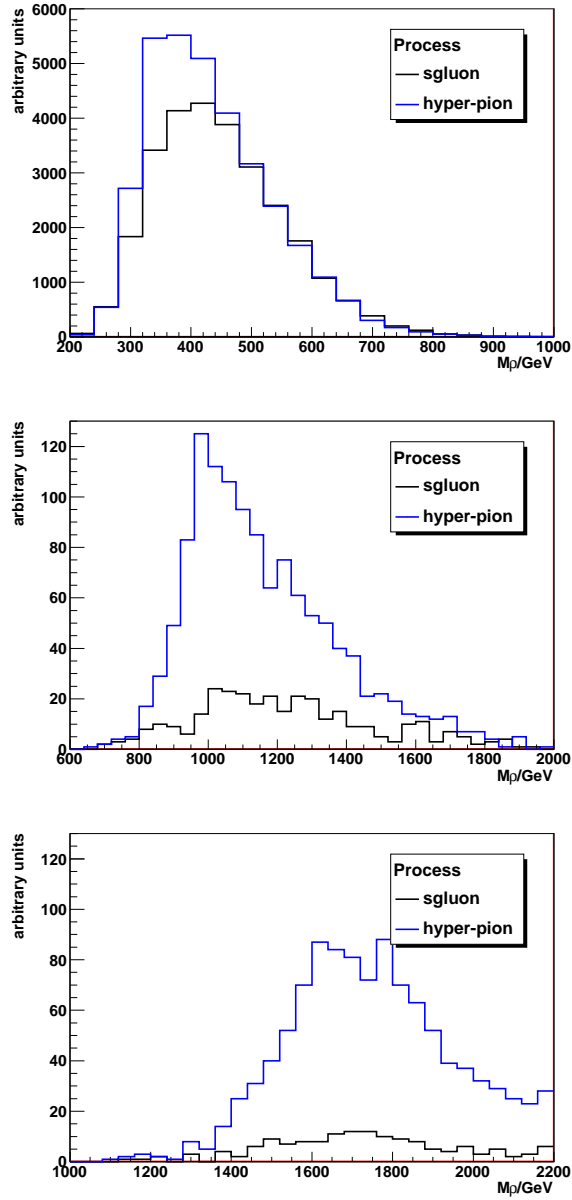 arbitrary units
6000
5000
4000
3000
2000
1000
0
200 300 400 500 600 700 800 900 1000
Mρ/GeV
Process
sgluon
hyper-pion
arbitrary units
120
100
80
60
40
20
0
600 800 1000 1200 1400 1600 1800 2000
Mρ/GeV
Process
sgluon
hyper-pion
arbitrary units
120
100
80
60
40
20
0
1000 1200 1400 1600 1800 2000 2200
Mρ/GeV
Process
sgluon
hyper-pion